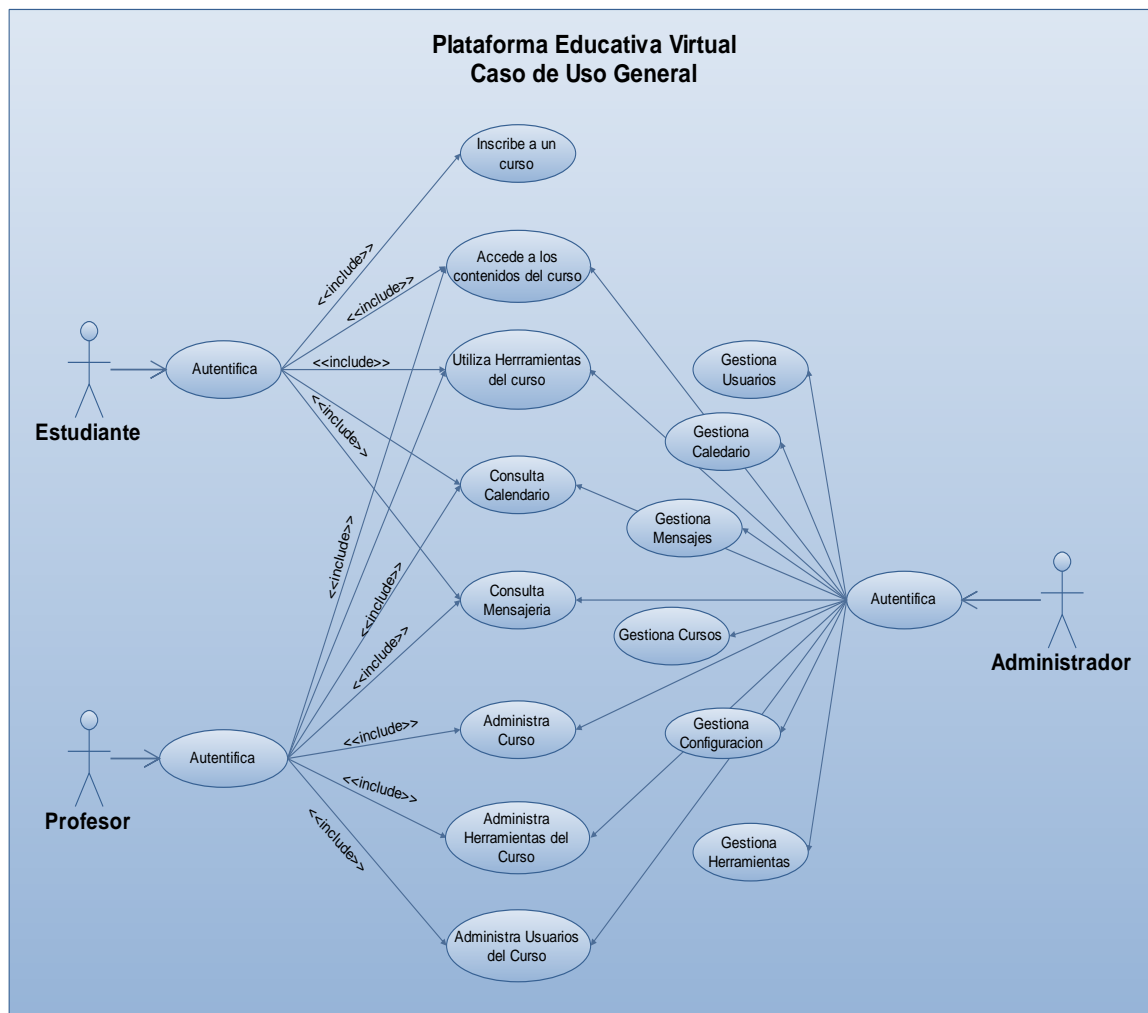 Plataforma Educativa Virtual
Caso de Uso General
Inscribe a un
curso
<<include>>
Accede a los
contenidos del curso
<<include>>
Estudiante
Autentifica
<<include>>
Utiliza Herrramientas
del curso
Gestiona
Usuarios
<<include>>
<<include>>
Gestiona
Caledario
Consulta
Calendario
Gestiona
Mensajes
<<include>>
<<include>>
Consulta
Mensajeria
Autentifica
Administrador
Gestiona Cursos
<<include>>
Profesor
Autentifica
<<include>>
Administra
Curso
Gestiona
Configuracion
<<include>>
Administra
Herramientas del
Curso
Gestiona
Herramientas
<<include>>
Administra Usuarios
del Curso